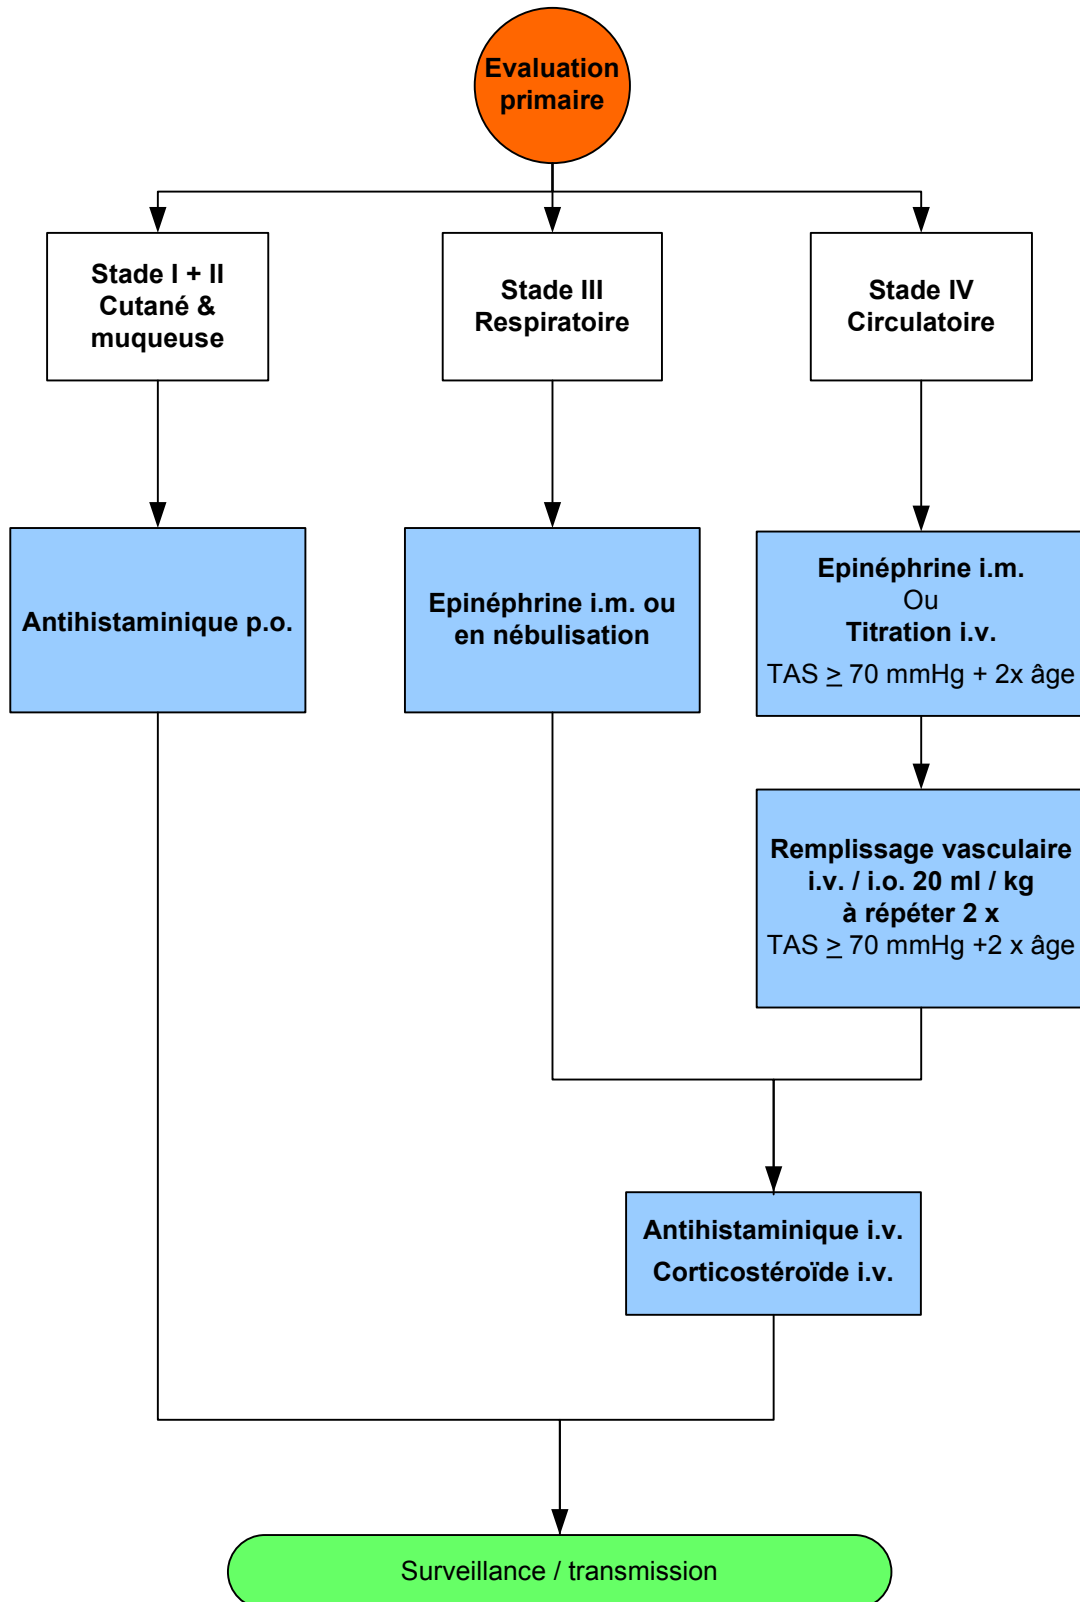 Evaluation
primaire
Stade I + II
Cutané &
muqueuse
Stade III
Respiratoire
Stade IV
Circulatoire
Antihistaminique p.o.
Epinéphrine i.m. ou
en nébulisation
Epinéphrine i.m.
Ou
Titration i.v.
TAS ≥ 70 mmHg + 2x âge
Remplissage vasculaire
i.v. / i.o. 20 ml / kg
à répéter 2 x
TAS ≥ 70 mmHg +2 x âge
Antihistaminique i.v.
Corticostéroïde i.v.
Surveillance / transmission